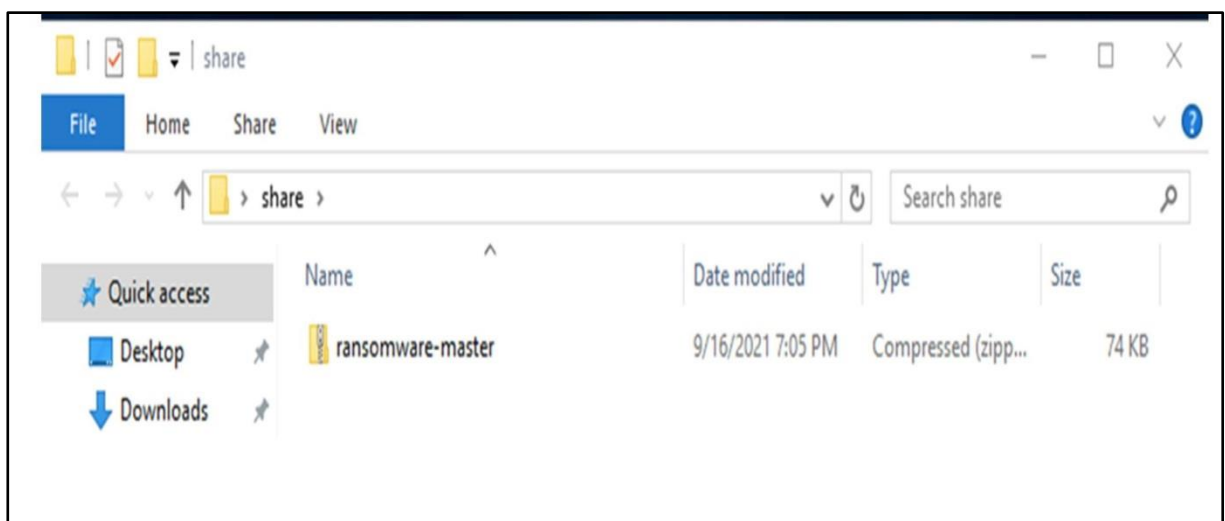 share
File Home Share View
share
Search share
Name Date modified Type Size
Quick access
Desktop
Downloads
ransomware-master 9/16/2021 7:05 PM Compressed (zipp... 74 KB